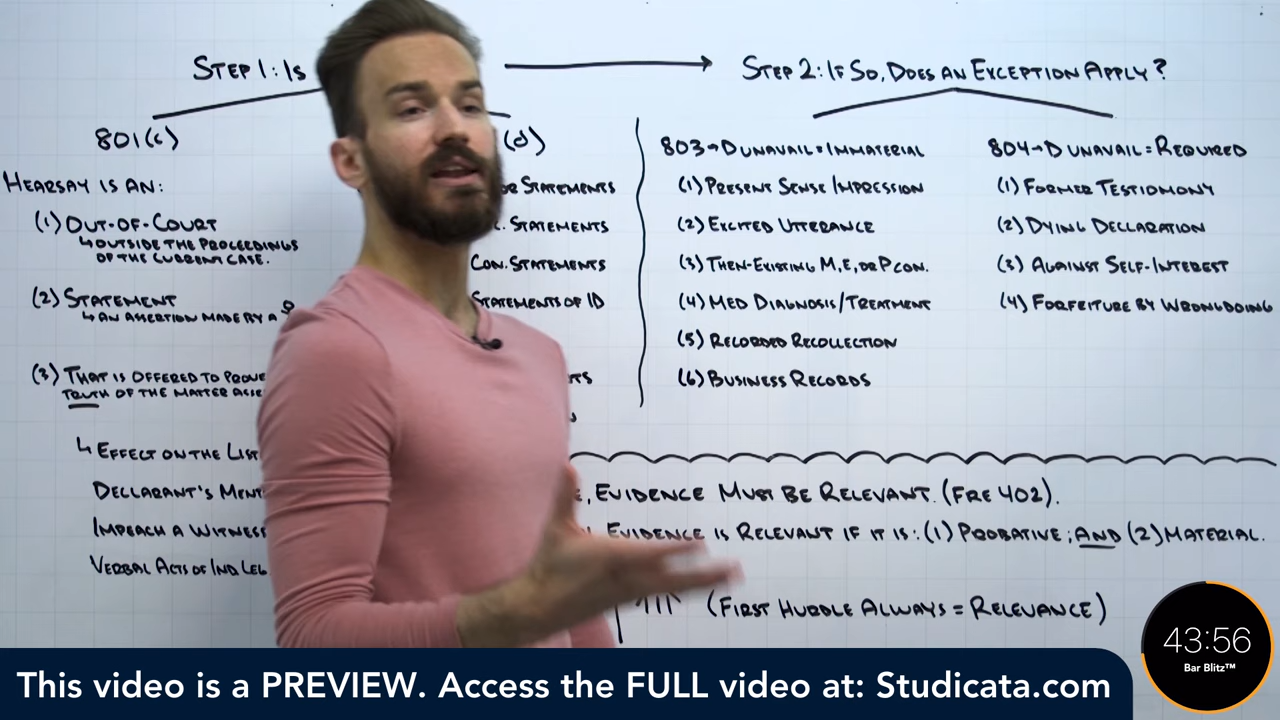 STEP 1: IS
STEP 2: IF SO, DOES AN EXCEPTION APPLY?
801(c)
(d)
HEARSAY IS AN:
(1) OUT-OF-COURT
↳OUTSIDE THE PROCEEDINGS
OF THE CURRENT CASE.
(2) STATEMENT
↳AN ASSERTION MADE BY A
(3) THAT IS OFFERED TO PROVE
TRUTH OF THE MATTER ASSE
↳ EFFECT ON THE LIST
DECLARANT'S MENT
IMPEACH A WITNESS
VERBAL ACTS OF IND LEG
STATEMENTS
. STATEMENTS
CON. STATEMENTS
STATEMENTS OF ID
TS
803→D UNAVAIL=IMMATERIAL
(1) PRESENT SENSE IMPRESSION
(2) EXCITED UTTERANCE
(3) THEN-EXISTING M, E, OR P CON.
(4) MED DIAGNOSIS/TREATMENT
(5) RECORDED RECOLLECTION
(6) BUSINESS RECORDS
804→D UNAVAIL=REQUIRED
(1) FORMER TESTIOMONY
(2) DYING DECLARATION
(3) AGAINST SELF-INTEREST
(4) FORFEITURE BY WRONGDOING
, EVIDENCE MUST BE RELEVANT. (FRE 402).
EVIDENCE IS RELEVANT IF IT IS: (1) PROBATIVE; AND (2) MATERIAL.
(FIRST HURDLE ALWAYS = RELEVANCE)
43:56
Bar Blitz™
This video is a PREVIEW. Access the FULL video at: Studicata.com